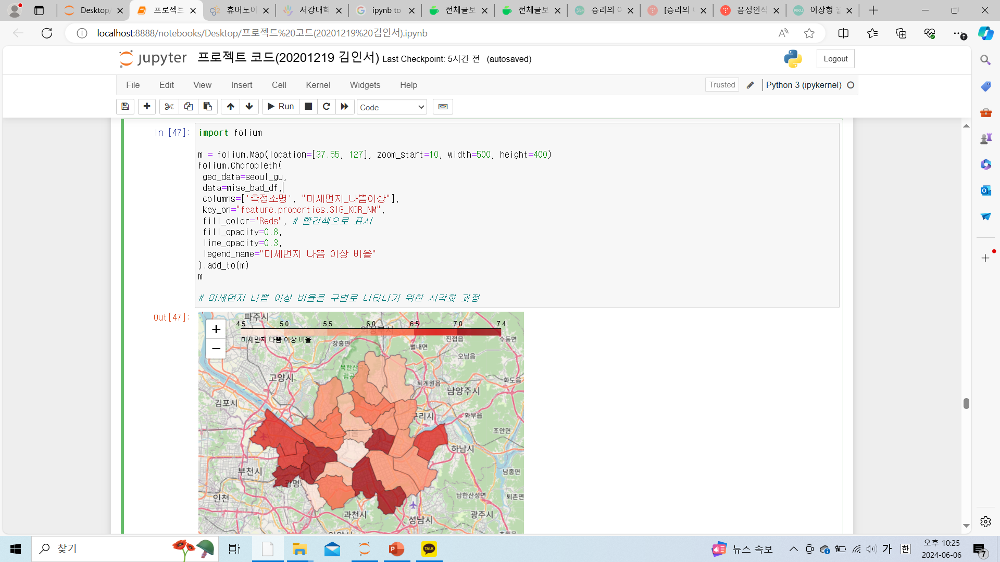 Desktop/
프로젝트
휴머노이
서강대학
ipynb to
전체글보
전체글보
승리의 여
[승리의
음성인식
이상형 월
localhost:8888/notebooks/Desktop/프로젝트%20코드(20201219%20김인서).ipynb
jupyter 프로젝트 코드(20201219 김인서) Last Checkpoint: 5시간 전 (autosaved)
Logout
File Edit View Insert Cell Kernel Widgets Help
Trusted Python 3 (ipykernel)
Run Code
In [47]:
import folium
m = folium.Map(location=[37.55, 127], zoom_start=10, width=500, height=400)
folium.Choropleth(
geo_data=seoul_gu,
data=mise_bad_df,
columns=['측정소명', "미세먼지_나쁨이상"],
key_on="feature.properties.SIG_KOR_NM",
fill_color="Reds", # 빨간색으로 표시
fill_opacity=0.8,
line_opacity=0.3,
legend_name="미세먼지 나쁨 이상 비율"
).add_to(m)
m
# 미세먼지 나쁨 이상 비율을 구별로 나타나기 위한 시각화 과정
Out[47]:
파주시
4.5 5.0 5.5 6.0 6.5 7.0 7.4
의정부시
미세먼지 나쁨 이상 비율
장흥면
별내면
진접읍
수동면
오남읍
북한산국
립공원
고양시
퇴계원읍
화도읍
남양주시
김포시
구리시
와부읍
조안면
하남시
부천시
광명시
남종면
인천
남한산성면
퇴촌면
과천시
성남시
광주시
찾기
뉴스 속보
가
한
오후 10:25
2024-06-06
7
TALK